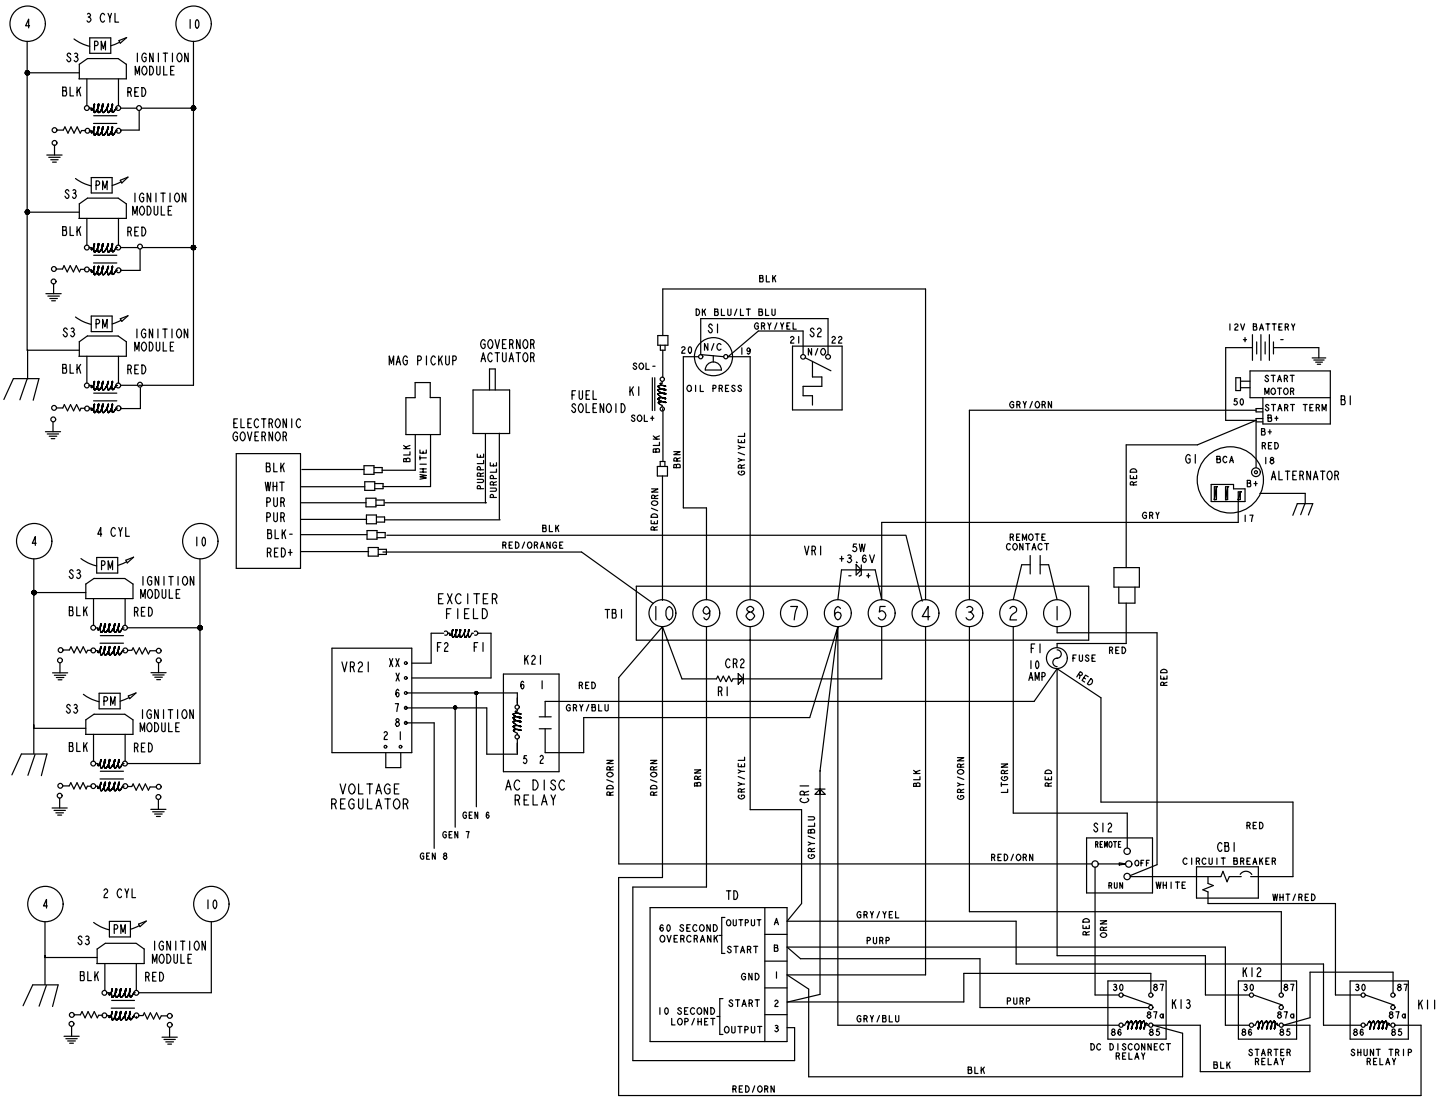 4
3 CYL
10
PM
S3
IGNITION
MODULE
BLK
RED
PM
S3
IGNITION
MODULE
BLK
RED
PM
S3
IGNITION
MODULE
BLK
RED
4
4 CYL
10
PM
S3
IGNITION
MODULE
BLK
RED
PM
S3
IGNITION
MODULE
BLK
RED
4
2 CYL
10
PM
S3
IGNITION
MODULE
BLK
RED
ELECTRONIC
GOVERNOR
BLK
WHT
PUR
PUR
BLK-
RED+
MAG PICKUP
BLK
WHITE
GOVERNOR
ACTUATOR
PURPLE
PURPLE
BLK
RED/ORANGE
BLK
SOL-
K1
FUEL
SOLENOID
SOL+
BLK
RED/ORN
BRN
GRY/YEL
DK BLU/LT BLU
S1
GRY/YEL
S2
20
N/C
19
21
22
N/O
OIL PRESS
12V BATTERY
+
-
START
MOTOR
50
B1
START TERM
B+
B+
RED
G1
BCA
18
ALTERNATOR
B+
17
GRY/ORN
RED
GRY
VR1
5W
+3.6V
-
+
REMOTE
CONTACT
TB1
10
9
8
7
6
5
4
3
2
1
EXCITER
FIELD
F2
F1
VR21
XX
X
6
7
8
2
1
VOLTAGE
REGULATOR
K21
6
1
5
2
AC DISC
RELAY
RED
GRY/BLU
GEN 6
GEN 7
GEN 8
CR2
R1
F1
10
AMP
FUSE
RED
RED
RED
RD/ORN
RD/ORN
BRN
GRY/YEL
CR1
GRY/BLU
BLK
GRY/ORN
LTGRN
RED
S12
REMOTE
OFF
RUN
RED/ORN
WHITE
RED
CB1
CIRCUIT BREAKER
WHT/RED
RED
ORN
TD
60 SECOND
OVERCRANK
OUTPUT
START
GND
10 SECOND
LOP/HET
START
OUTPUT
A
B
1
2
3
GRY/YEL
PURP
PURP
GRY/BLU
BLK
BLK
RED/ORN
30
87
K13
87a
86
85
DC DISCONNECT
RELAY
K12
30
87
87a
86
85
STARTER
RELAY
30
87
K11
87a
86
85
SHUNT TRIP
RELAY